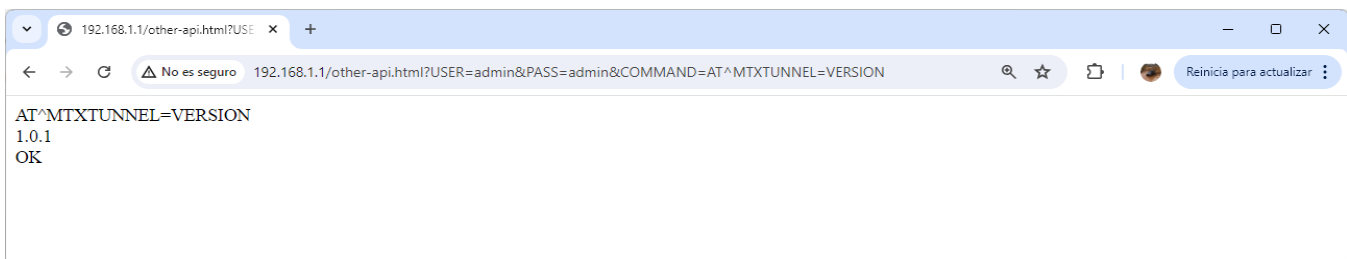 192.168.1.1/other-api.html?USE
No es seguro 192.168.1.1/other-api.html?USER=admin&PASS=admin&COMMAND=AT^MTXTUNNEL=VERSION Reinicia para actualizar
AT^MTXTUNNEL=VERSION
1.0.1
OK